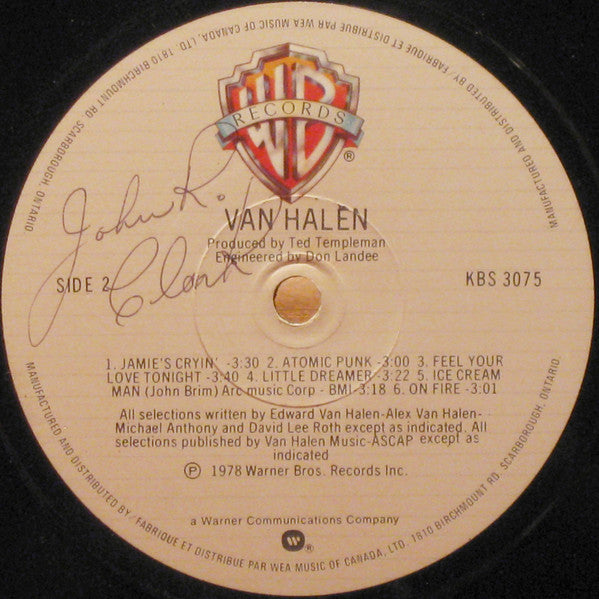 MANUFACTURED AND DISTRIBUTED BY / FABRIQUE ET DISTRIBUE PAR WEA MUSIC OF CANADA, LTD. 1810 BIRCHMOUNT RD. SCARBOROUGH, ONTARIO.
WB
RECORDS
®
John R.
Clark
VAN HALEN
Produced by Ted Templeman
Engineered by Don Landee
SIDE 2
KBS 3075
1. JAMIE'S CRYIN' -3:30 2. ATOMIC PUNK -3:00 3. FEEL YOUR
LOVE TONIGHT -3:40 4. LITTLE DREAMER -3:22 5. ICE CREAM
MAN (John Brim) Arc music Corp - BMI-3:18 6. ON FIRE -3:01
All selections written by Edward Van Halen-Alex Van Halen-
Michael Anthony and David Lee Roth except as indicated. All
selections published by Van Halen Music-ASCAP except as
indicated
℗ 1978 Warner Bros. Records Inc.
a Warner Communications Company
W®
MANUFACTURED AND DISTRIBUTED BY / FABRIQUE ET DISTRIBUE PAR WEA MUSIC OF CANADA, LTD. 1810 BIRCHMOUNT RD. SCARBOROUGH, ONTARIO.